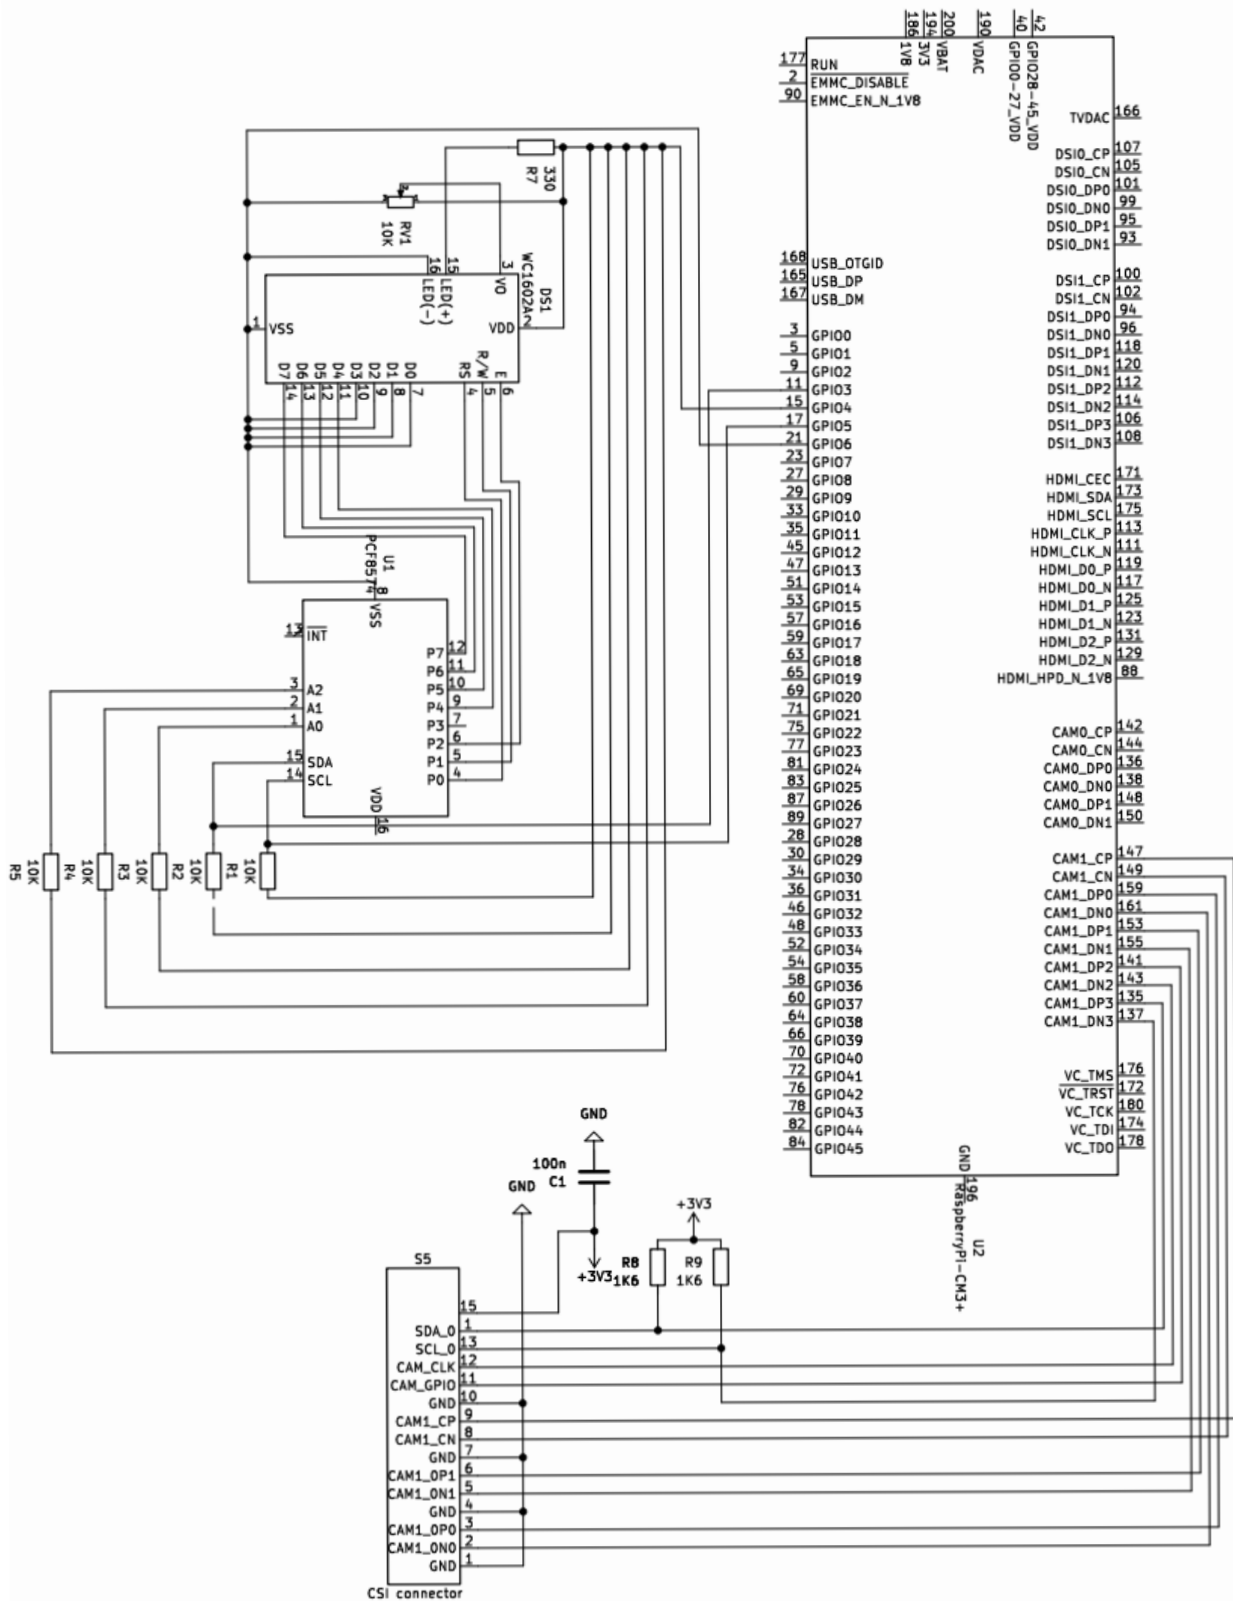 186 1V8
194 3V3
200 VBAT
190 VDAC
40 GPIO0-27_VDD
42 GPIO28-45_VDD
177 RUN
2 EMMC_DISABLE
90 EMMC_EN_N_1V8
168 USB_OTGID
165 USB_DP
167 USB_DM
3 GPIO0
5 GPIO1
9 GPIO2
11 GPIO3
15 GPIO4
17 GPIO5
21 GPIO6
23 GPIO7
27 GPIO8
29 GPIO9
33 GPIO10
35 GPIO11
45 GPIO12
47 GPIO13
51 GPIO14
53 GPIO15
57 GPIO16
59 GPIO17
63 GPIO18
65 GPIO19
69 GPIO20
71 GPIO21
75 GPIO22
77 GPIO23
81 GPIO24
83 GPIO25
87 GPIO26
89 GPIO27
28 GPIO28
30 GPIO29
34 GPIO30
36 GPIO31
46 GPIO32
48 GPIO33
52 GPIO34
54 GPIO35
58 GPIO36
60 GPIO37
64 GPIO38
66 GPIO39
70 GPIO40
72 GPIO41
76 GPIO42
78 GPIO43
82 GPIO44
84 GPIO45
TVDAC 166
DSI0_CP 107
DSI0_CN 105
DSI0_DP0 101
DSI0_DN0 99
DSI0_DP1 95
DSI0_DN1 93
DSI1_CP 100
DSI1_CN 102
DSI1_DP0 94
DSI1_DN0 96
DSI1_DP1 118
DSI1_DN1 120
DSI1_DP2 112
DSI1_DN2 114
DSI1_DP3 106
DSI1_DN3 108
HDMI_CEC 171
HDMI_SDA 173
HDMI_SCL 175
HDMI_CLK_P 113
HDMI_CLK_N 111
HDMI_D0_P 119
HDMI_D0_N 117
HDMI_D1_P 125
HDMI_D1_N 123
HDMI_D2_P 131
HDMI_D2_N 129
HDMI_HPD_N_1V8 88
CAM0_CP 142
CAM0_CN 144
CAM0_DP0 136
CAM0_DN0 138
CAM0_DP1 148
CAM0_DN1 150
CAM1_CP 147
CAM1_CN 149
CAM1_DP0 159
CAM1_DN0 161
CAM1_DP1 153
CAM1_DN1 155
CAM1_DP2 141
CAM1_DN2 143
CAM1_DP3 135
CAM1_DN3 137
VC_TMS 176
VC_TRST 172
VC_TCK 180
VC_TDI 174
VC_TDO 178
GND 196
U2
RaspberryPi-CM3+
330
R7
RV1
10K
DS1
WC1602A
16 LED(-)
15 LED(+)
3 VO
VDD 2
1 VSS
D7 14
D6 13
D5 12
D4 11
D3 10
D2 9
D1 8
D0 7
RS 4
R/W 5
E 6
U1
PCF8574
8 VSS
13 INT
3 A2
2 A1
1 A0
15 SDA
14 SCL
P7 12
P6 11
P5 10
P4 9
P3 7
P2 6
P1 5
P0 4
VDD 16
R5
10K
R4
10K
R3
10K
R2
10K
R1
10K
GND
100n
C1
GND
+3V3
+3V3
R8
1K6
R9
1K6
S5
15
SDA_0 1
SCL_0 13
CAM_CLK 12
CAM_GPIO 11
GND 10
CAM1_CP 9
CAM1_CN 8
GND 7
CAM1_0P1 6
CAM1_0N1 5
GND 4
CAM1_0P0 3
CAM1_0N0 2
GND 1
CSI connector